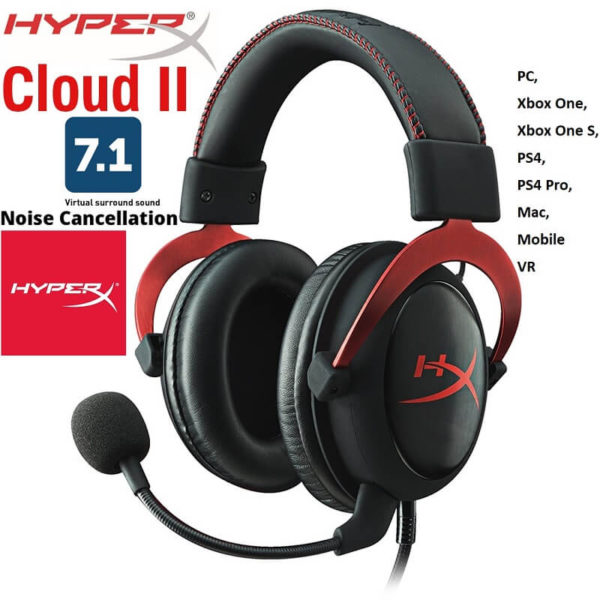 HYPERX®
Cloud II
7.1
Virtual surround sound
Noise Cancellation
HYPERX
PC,
Xbox One,
Xbox One S,
PS4,
PS4 Pro,
Mac,
Mobile
VR
HX